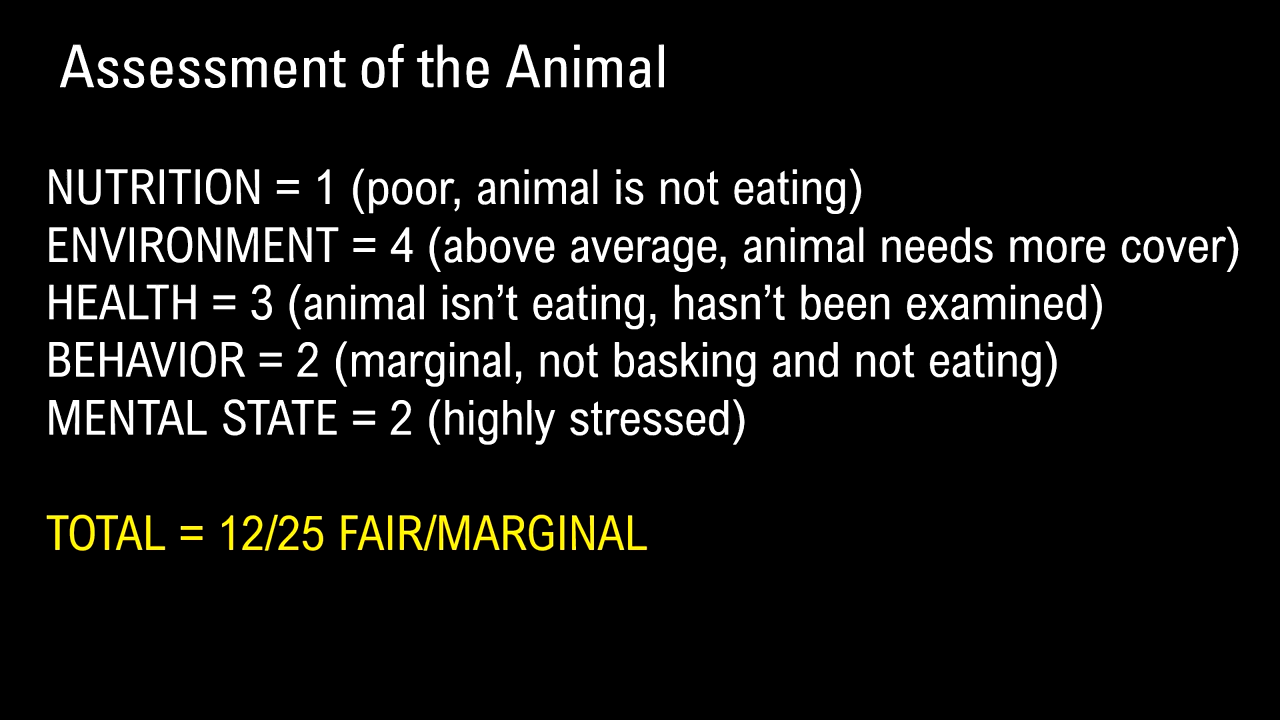 Assessment of the Animal
NUTRITION = 1 (poor, animal is not eating)
ENVIRONMENT = 4 (above average, animal needs more cover)
HEALTH = 3 (animal isn’t eating, hasn’t been examined)
BEHAVIOR = 2 (marginal, not basking and not eating)
MENTAL STATE = 2 (highly stressed)
TOTAL = 12/25 FAIR/MARGINAL